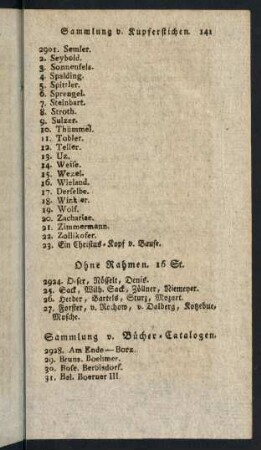 Sammlung v. Kupferstichen. 141
2901. Semler.
2. Seybold.
3. Sonnenfels.
4. Spalding.
5. Spittler.
6. Sprengel.
7. Steinbart.
8. Stroth.
9. Sulzer.
10. Thümmel.
11. Tobler.
12. Teller.
13. Uz.
14. Weise.
15. Wezel.
16. Wieland.
17. Derselbe.
18. Winkler.
19. Wolf.
20. Zachariae.
21. Zimmermann.
22. Zollikofer.
23. Ein Christus-Kopf v. Bause.
Ohne Rahmen. 16 St.
2924. Oeser, Nösselt, Denis.
25. Sack, Wilh. Sack, Zöllner, Niemeyer.
26. Herder, Bartels, Sturz, Mozart.
27. Forster, v. Rochow, v. Dalberg, Kotzebue,
Mosche.
Sammlung v. Bücher-Catalogen.
2928. Am Ende—Borz.
29. Bruns. Boehmer.
30. Bose. Berbisdorf.
31. Bel. Boerner III.